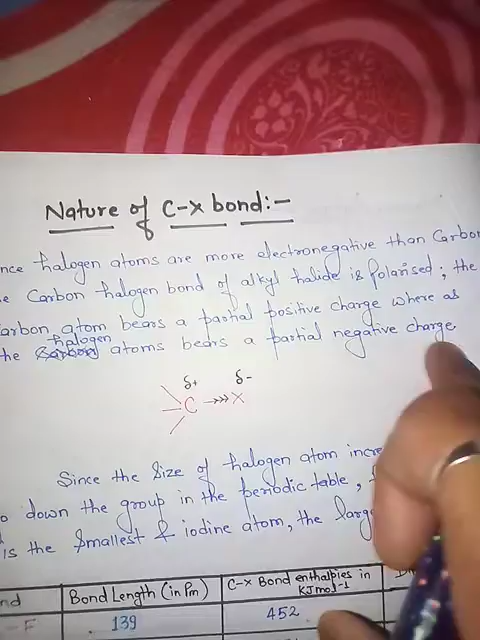 Nature of C-X bond:-
nce halogen atoms are more electronegative than Carbon
e Carbon halogen bond of alkyl halide is Polarised; the
arbon atom bears a partial positive charge where as
halogen
he atoms bears a partial negative charge
δ+ δ-
C →→→ X
Since the Size of halogen atom incre
o down the group in the periodic table,
is the Smallest & iodine atom, the larg
nd Bond Length (in Pm) C-X Bond enthalpies in KJmol-1
-F 139 452